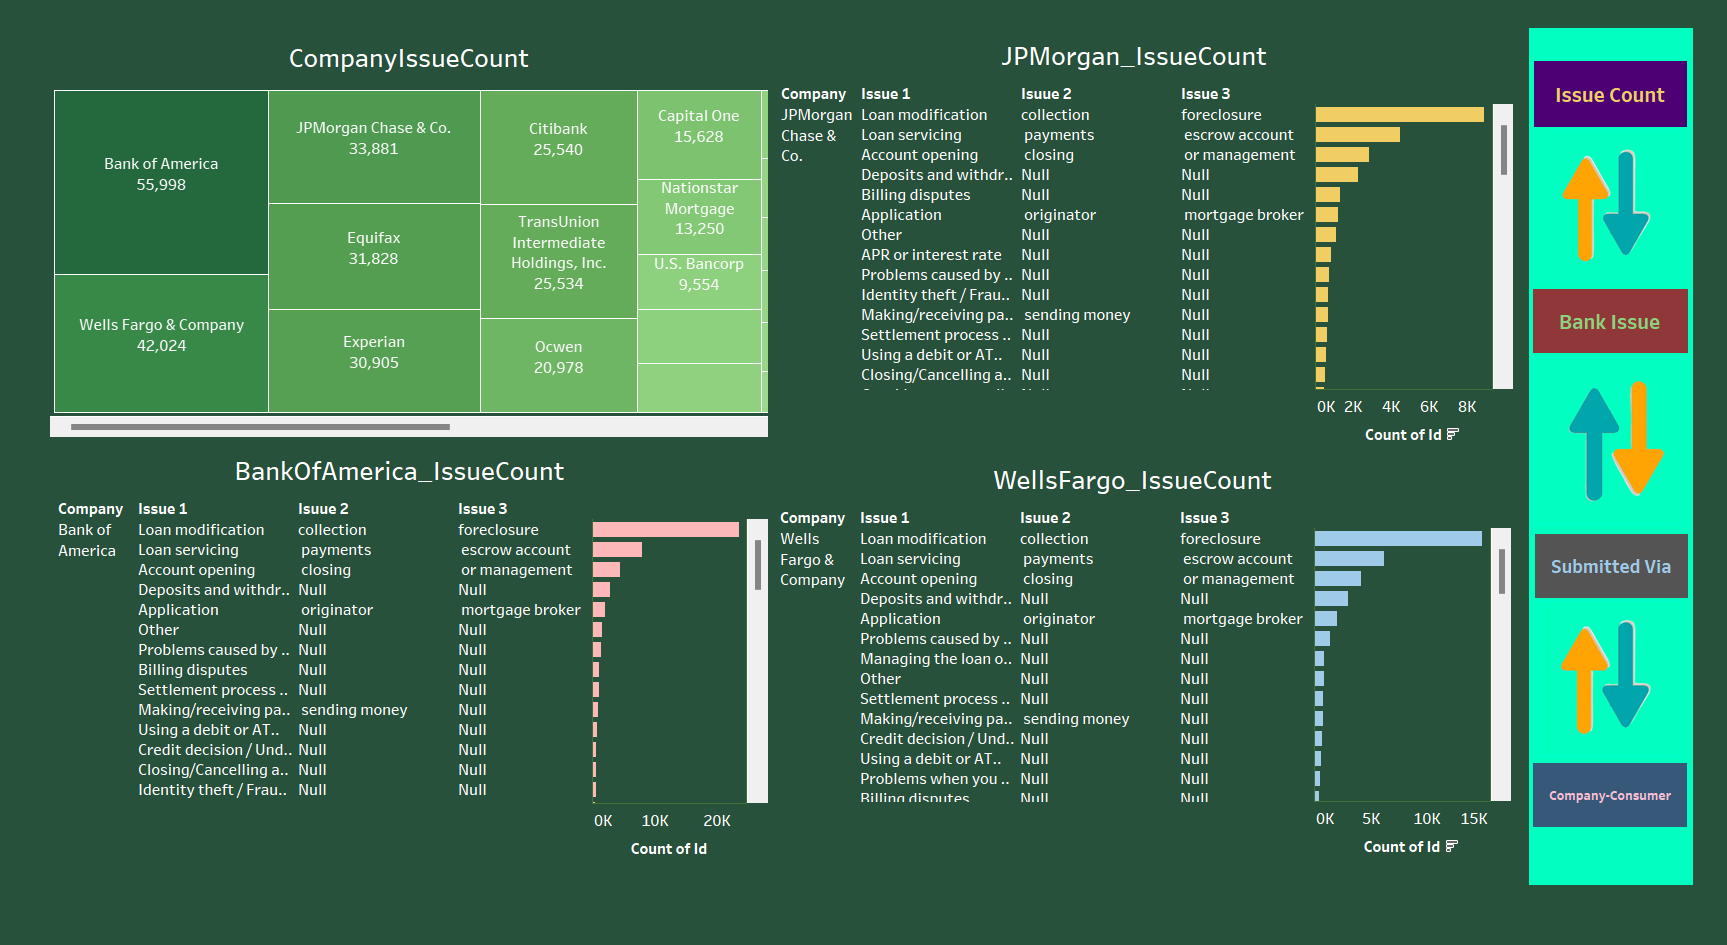 CompanyIssueCount
Bank of America
55,998
Wells Fargo & Company
42,024
JPMorgan Chase & Co.
33,881
Equifax
31,828
Experian
30,905
Citibank
25,540
TransUnion
Intermediate
Holdings, Inc.
25,534
Ocwen
20,978
Capital One
15,628
Nationstar
Mortgage
13,250
U.S. Bancorp
9,554
JPMorgan_IssueCount
Company Issue 1 Isuue 2 Issue 3
JPMorgan Loan modification collection foreclosure
Chase & Loan servicing payments escrow account
Co. Account opening closing or management
Deposits and withdr.. Null Null
Billing disputes Null Null
Application originator mortgage broker
Other Null Null
APR or interest rate Null Null
Problems caused by .. Null Null
Identity theft / Frau.. Null Null
Making/receiving pa.. sending money Null
Settlement process .. Null Null
Using a debit or AT.. Null Null
Closing/Cancelling a.. Null Null
0K 2K 4K 6K 8K
Count of Id
BankOfAmerica_IssueCount
Company Issue 1 Isuue 2 Issue 3
Bank of Loan modification collection foreclosure
America Loan servicing payments escrow account
Account opening closing or management
Deposits and withdr.. Null Null
Application originator mortgage broker
Other Null Null
Problems caused by .. Null Null
Billing disputes Null Null
Settlement process .. Null Null
Making/receiving pa.. sending money Null
Using a debit or AT.. Null Null
Credit decision / Und.. Null Null
Closing/Cancelling a.. Null Null
Identity theft / Frau.. Null Null
0K 10K 20K
Count of Id
WellsFargo_IssueCount
Company Issue 1 Isuue 2 Issue 3
Wells Loan modification collection foreclosure
Fargo & Loan servicing payments escrow account
Company Account opening closing or management
Deposits and withdr.. Null Null
Application originator mortgage broker
Problems caused by .. Null Null
Managing the loan o.. Null Null
Other Null Null
Settlement process .. Null Null
Making/receiving pa.. sending money Null
Credit decision / Und.. Null Null
Using a debit or AT.. Null Null
Problems when you .. Null Null
Billing disputes Null Null
0K 5K 10K 15K
Count of Id
Issue Count
Bank Issue
Submitted Via
Company-Consumer